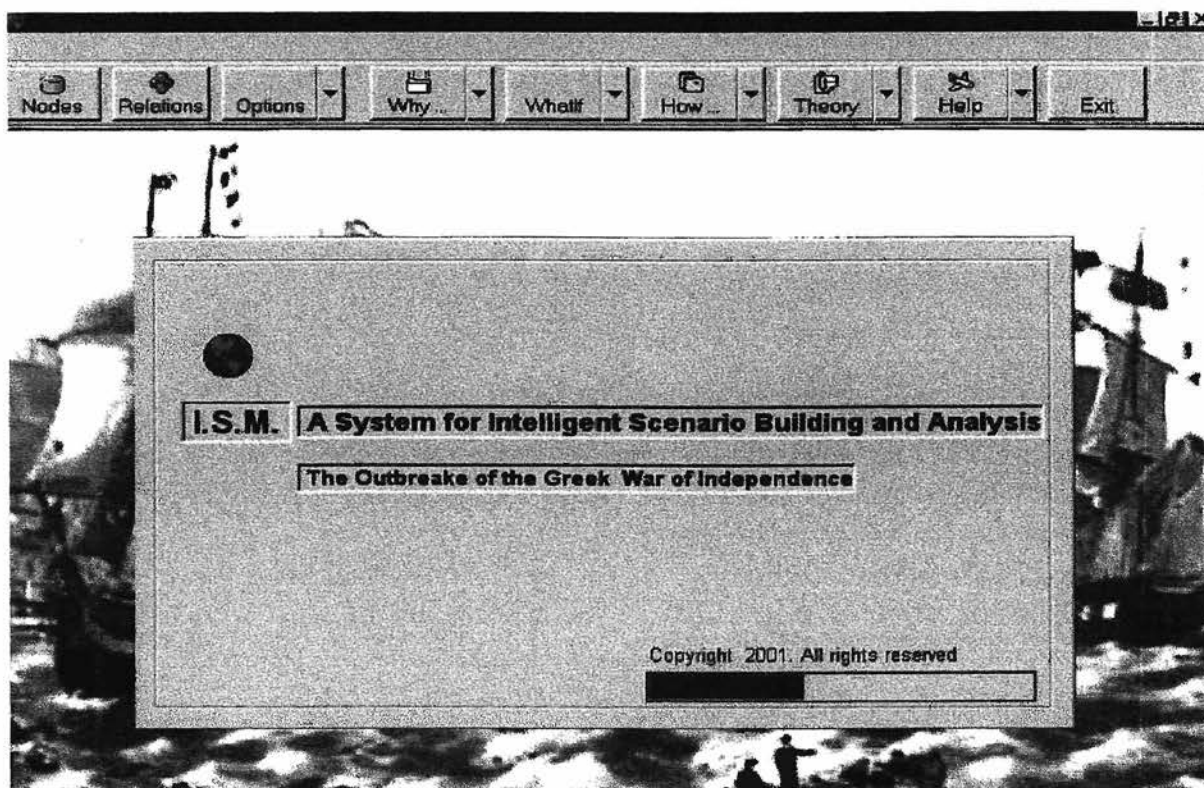 Nodes Relations Options Why ... WhatIf How ... Theory Help Exit
I.S.M. A System for Intelligent Scenario Building and Analysis
The Outbreake of the Greek War of Independence
Copyright 2001. All rights reserved